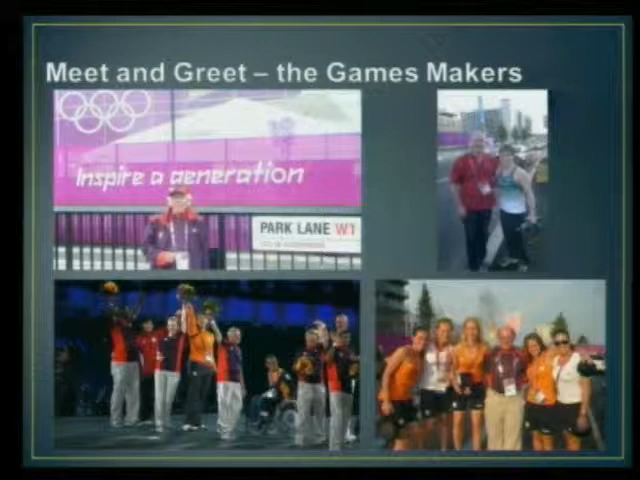 Meet and Greet – the Games Makers
Inspire a generation
PARK LANE W1